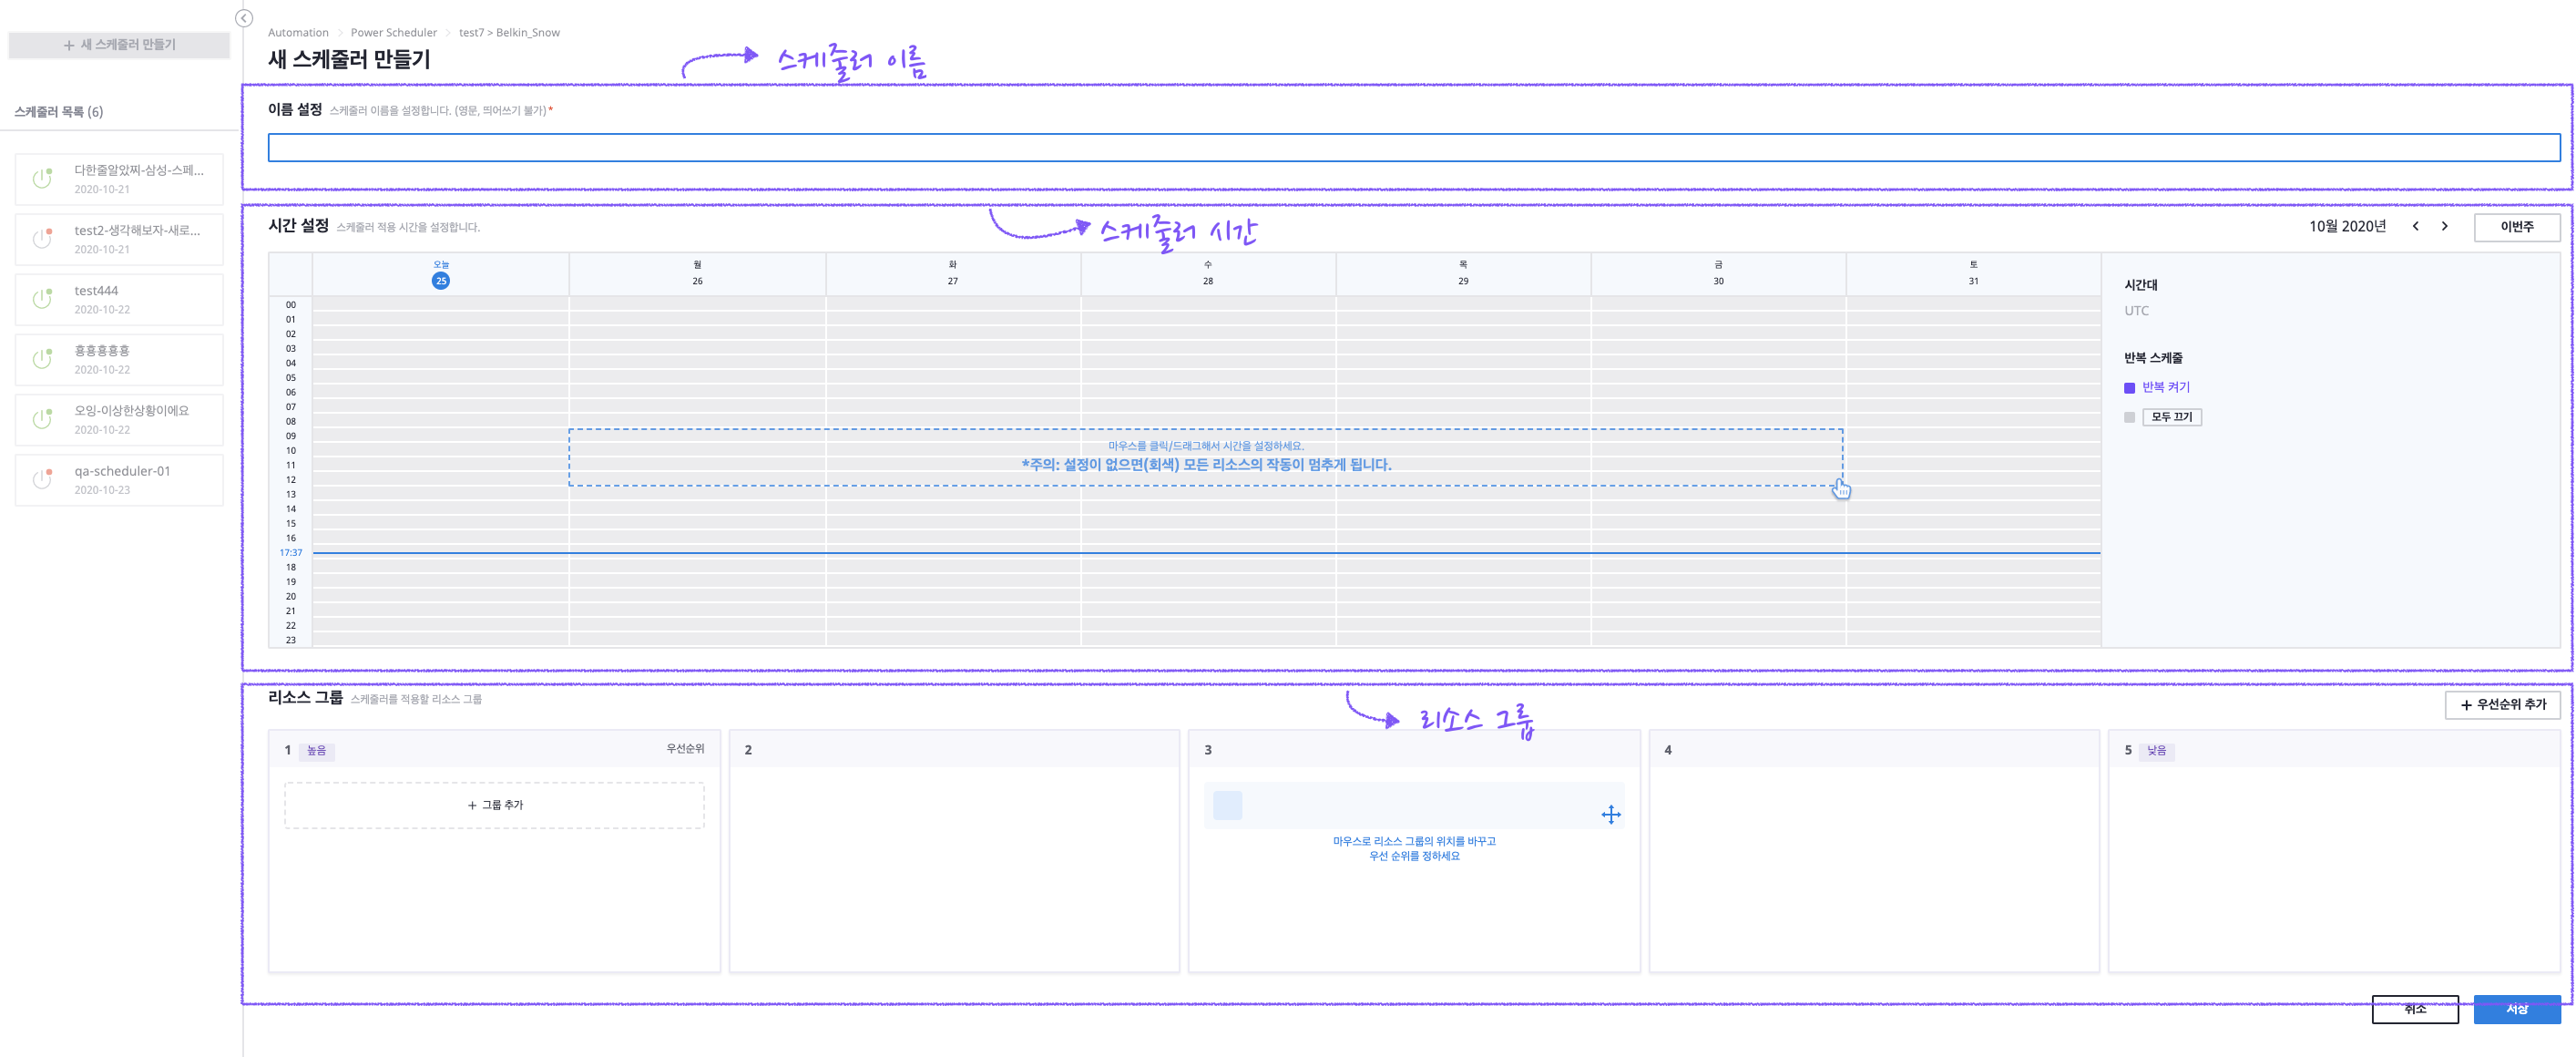 + 새 스케줄러 만들기
스케줄러 목록 (6)
다한줄알았찌-삼성-스페...
2020-10-21
test2-생각해보자-새로...
2020-10-21
test444
2020-10-22
흥흥흥흥흥
2020-10-22
오잉-이상한상황이에요
2020-10-22
qa-scheduler-01
2020-10-23
Automation > Power Scheduler > test7 > Belkin_Snow
새 스케줄러 만들기
스케줄러 이름
이름 설정 스케줄러 이름을 설정합니다. (영문, 띄어쓰기 불가) *
시간 설정 스케줄러 적용 시간을 설정합니다.
스케줄러 시간
10월 2020년 < > 이번주
오늘 월 화 수 목 금 토
25 26 27 28 29 30 31
00
01
02
03
04
05
06
07
08
09
10
11
12
13
14
15
16
17:37
18
19
20
21
22
23
마우스를 클릭/드래그해서 시간을 설정하세요.
*주의: 설정이 없으면(회색) 모든 리소스의 작동이 멈추게 됩니다.
시간대
UTC
반복 스케줄
반복 켜기
모두 끄기
리소스 그룹 스케줄러를 적용할 리소스 그룹
리소스 그룹
+ 우선순위 추가
1 높음 우선순위
2
3
4
5 낮음
+ 그룹 추가
마우스로 리소스 그룹의 위치를 바꾸고
우선 순위를 정하세요
취소
저장